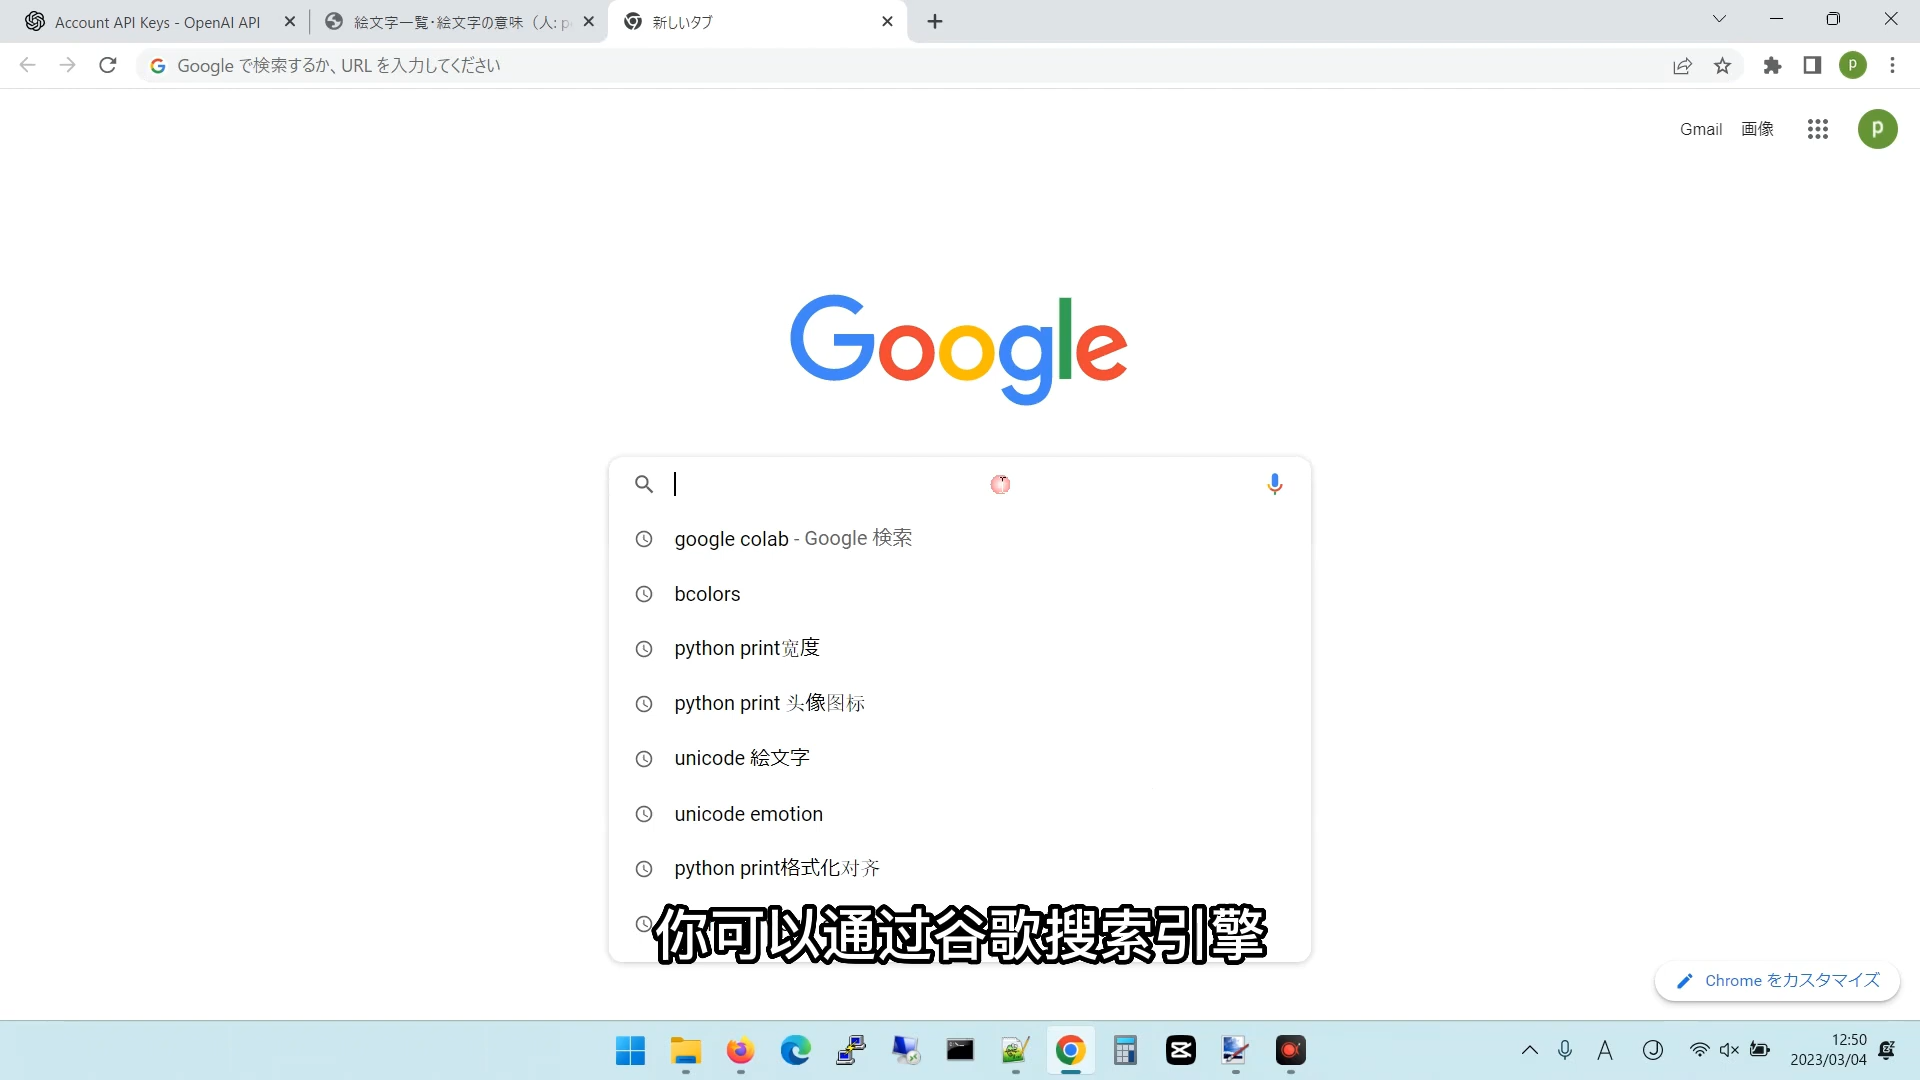 Account API Keys - OpenAI API
絵文字一覧・絵文字の意味（人: p
新しいタブ
Google で検索するか、URL を入力してください
P
Gmail
画像
p
Google
google colab - Google 検索
bcolors
python print宽度
python print 头像图标
unicode 絵文字
unicode emotion
python print格式化对齐
你可以通过谷歌搜索引擎
Chrome をカスタマイズ
A
J
12:50
2023/03/04